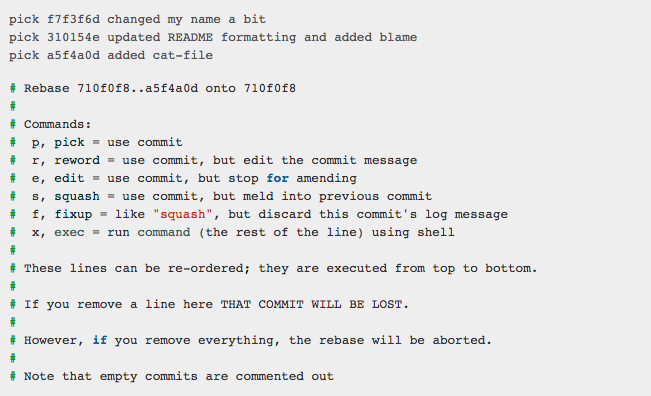 pick f7f3f6d changed my name a bit
pick 310154e updated README formatting and added blame
pick a5f4a0d added cat-file
# Rebase 710f0f8..a5f4a0d onto 710f0f8
#
# Commands:
#  p, pick = use commit
#  r, reword = use commit, but edit the commit message
#  e, edit = use commit, but stop for amending
#  s, squash = use commit, but meld into previous commit
#  f, fixup = like "squash", but discard this commit's log message
#  x, exec = run command (the rest of the line) using shell
#
# These lines can be re-ordered; they are executed from top to bottom.
#
# If you remove a line here THAT COMMIT WILL BE LOST.
#
# However, if you remove everything, the rebase will be aborted.
#
# Note that empty commits are commented out